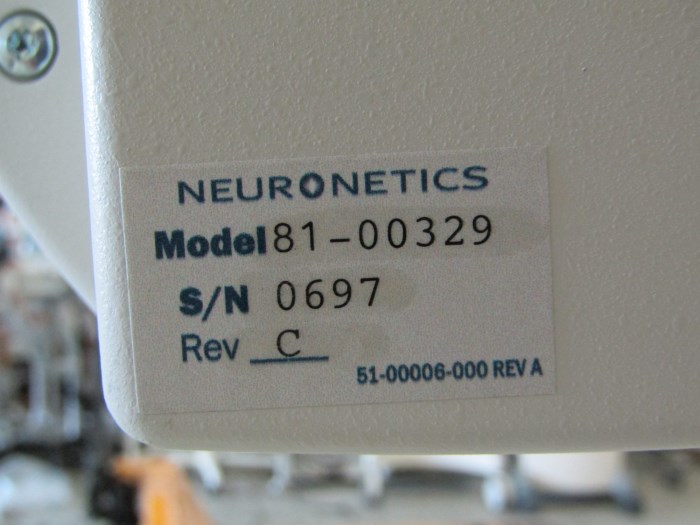 NEURONETICS
Model 81-00329
S/N 0697
Rev C
51-00006-000 REV A